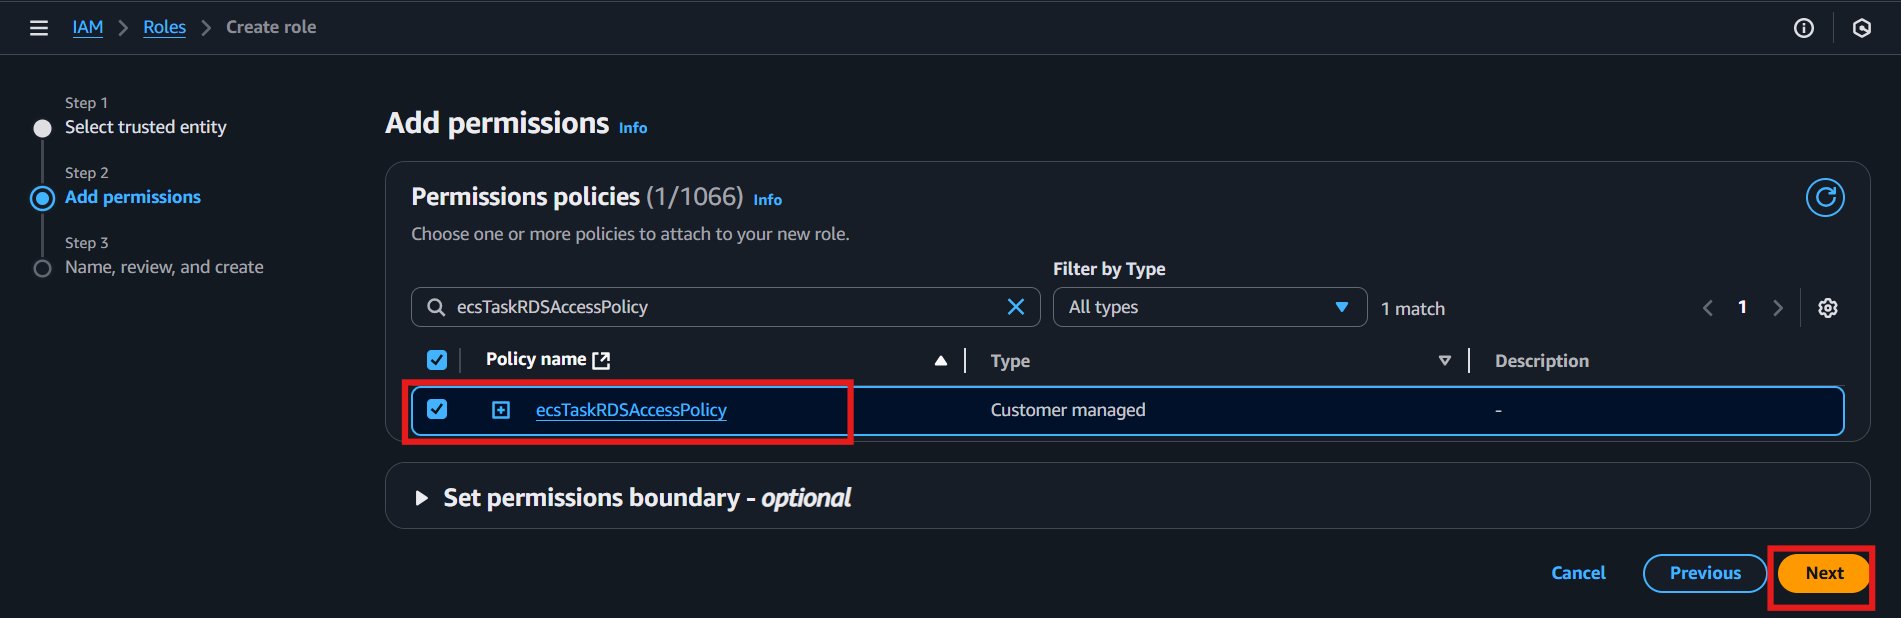 IAM > Roles > Create role
Step 1
Select trusted entity
Step 2
Add permissions
Step 3
Name, review, and create
Add permissions Info
Permissions policies (1/1066) Info
Choose one or more policies to attach to your new role.
Filter by Type
ecsTaskRDSAccessPolicy All types 1 match 1
Policy name Type Description
ecsTaskRDSAccessPolicy Customer managed -
Set permissions boundary - optional
Cancel Previous Next